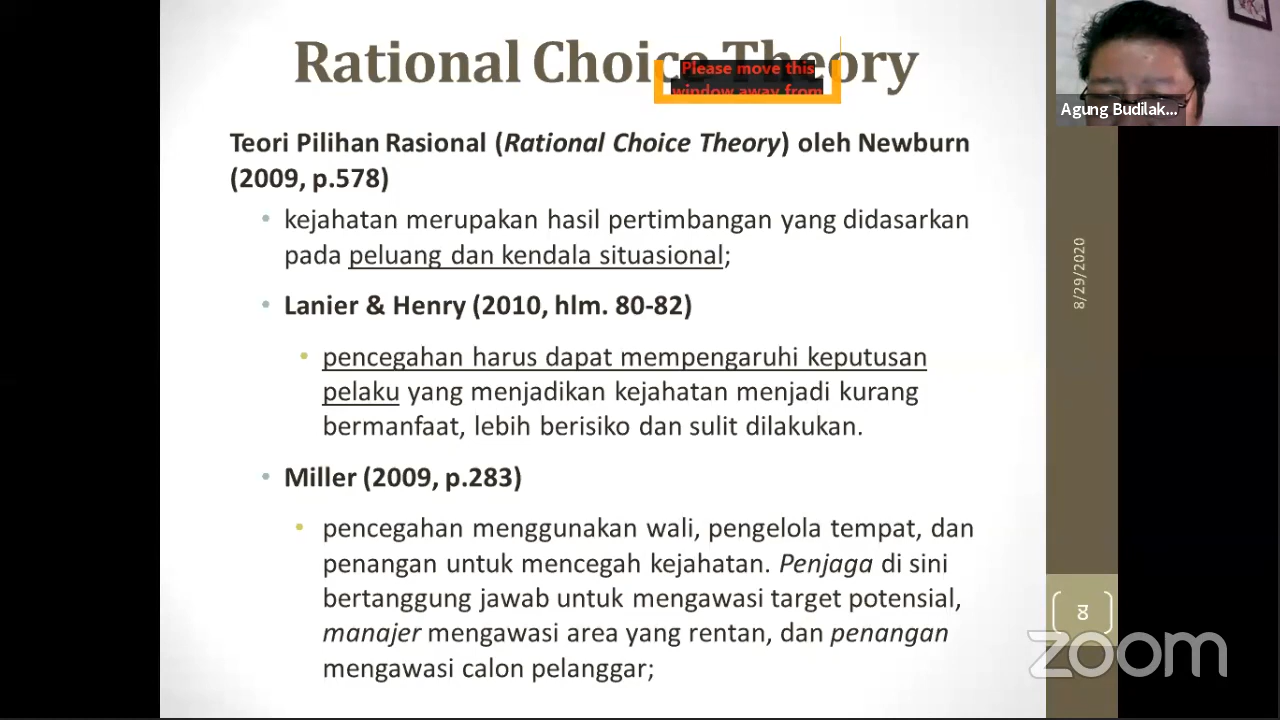 Rational Choice Theory
Please move this
window away from
Teori Pilihan Rasional (Rational Choice Theory) oleh Newburn
(2009, p.578)
• kejahatan merupakan hasil pertimbangan yang didasarkan
pada peluang dan kendala situasional;
• Lanier & Henry (2010, hlm. 80-82)
• pencegahan harus dapat mempengaruhi keputusan
pelaku yang menjadikan kejahatan menjadi kurang
bermanfaat, lebih berisiko dan sulit dilakukan.
• Miller (2009, p.283)
• pencegahan menggunakan wali, pengelola tempat, dan
penangan untuk mencegah kejahatan. Penjaga di sini
bertanggung jawab untuk mengawasi target potensial,
manajer mengawasi area yang rentan, dan penangan
mengawasi calon pelanggar;
Agung Budilak...
8/29/2020
8
zoom